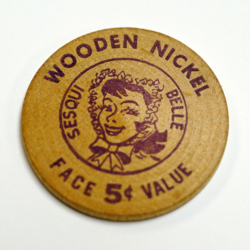 WOODEN NICKEL
SESQUI
BELLE
FACE 5¢ VALUE